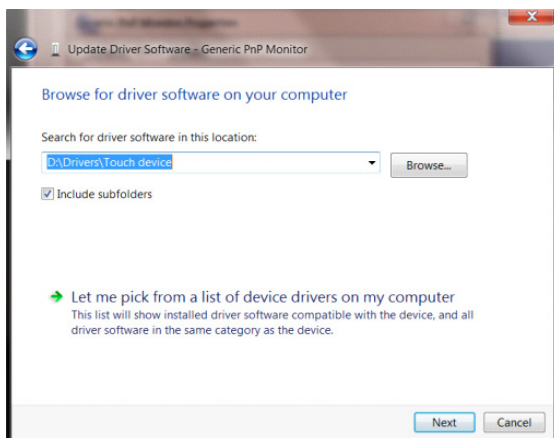 Update Driver Software - Generic PnP Monitor
Browse for driver software on your computer
Search for driver software in this location:
D:\Drivers\Touch device
Browse...
Include subfolders
Let me pick from a list of device drivers on my computer
This list will show installed driver software compatible with the device, and all
driver software in the same category as the device.
Next
Cancel